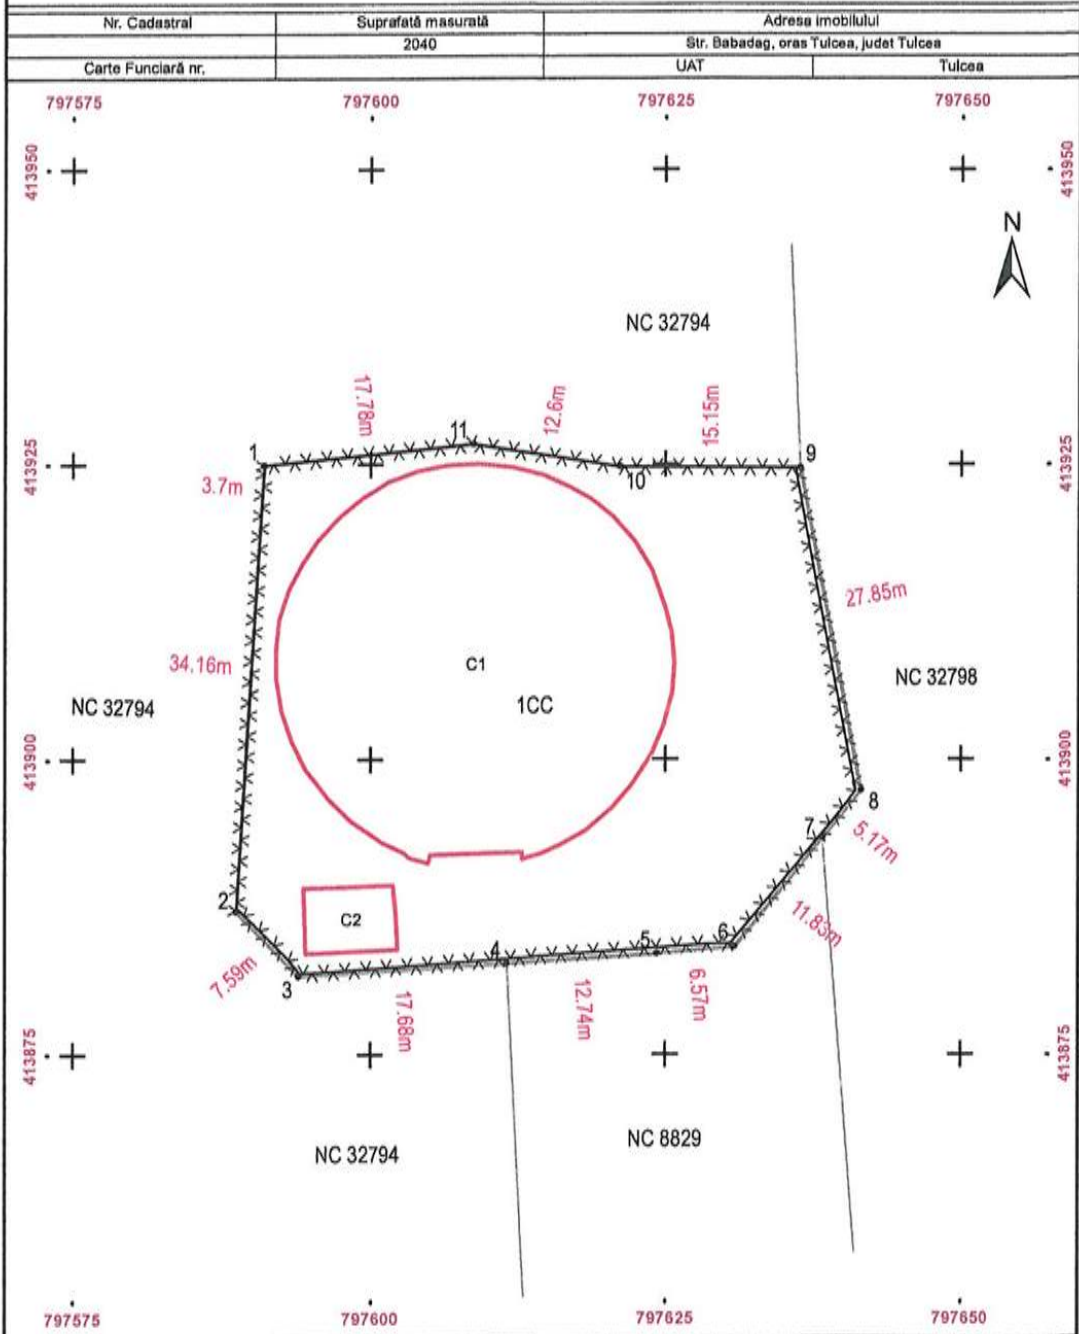 Nr. Cadastral Suprafată masurată Adresa imobilului
2040 Str. Babadag, oras Tulcea, judet Tulcea
Carte Funciară nr. UAT Tulcea
797575 797600 797625 797650
413950 413950
N
NC 32794
17.78m 12.6m 15.15m
1 11 10 9
413925 413925
3.7m
27.85m
C1
34.16m
NC 32798
NC 32794
1CC
413900 413900
8
7
5.17m
2
C2
11.83m
4 5 6
7.59m
3
17.68m 12.74m 6.57m
413875 413875
NC 8829
NC 32794
797575 797600 797625 797650